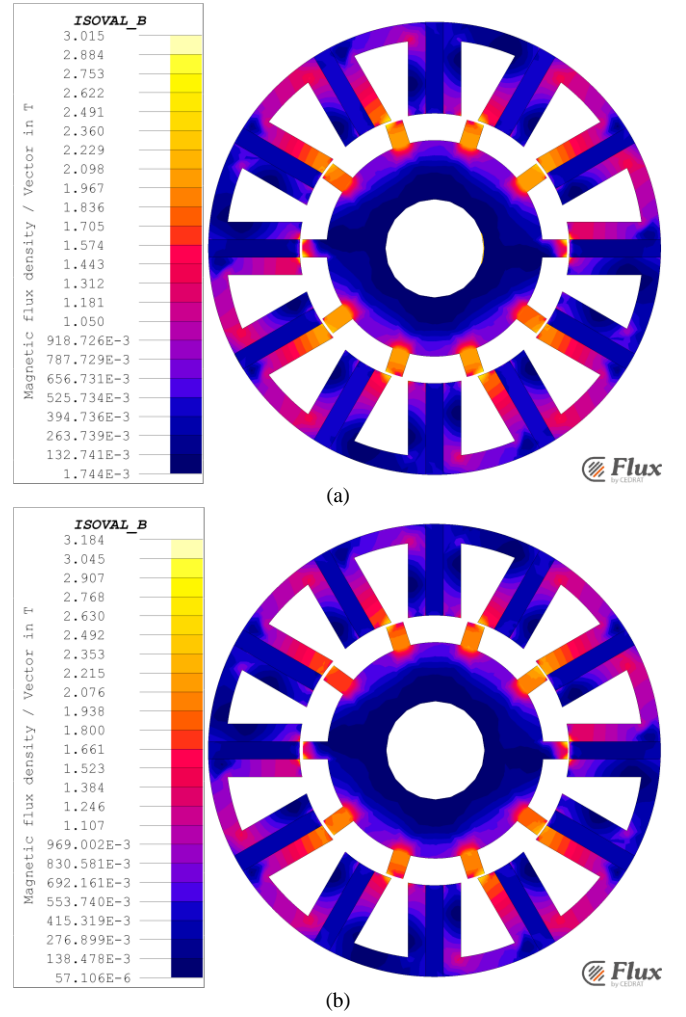 ISOVAL_B
3.015
2.884
2.753
2.622
2.491
2.360
2.229
2.098
1.967
1.836
1.705
1.574
1.443
1.312
1.181
1.050
918.726E-3
787.729E-3
656.731E-3
525.734E-3
394.736E-3
263.739E-3
132.741E-3
1.744E-3
Magnetic flux density / Vector in T
Flux
by CEDRAT
(a)
ISOVAL_B
3.184
3.045
2.907
2.768
2.630
2.492
2.353
2.215
2.076
1.938
1.800
1.661
1.523
1.384
1.246
1.107
969.002E-3
830.581E-3
692.161E-3
553.740E-3
415.319E-3
276.899E-3
138.478E-3
57.106E-6
Magnetic flux density / Vector in T
Flux
by CEDRAT
(b)